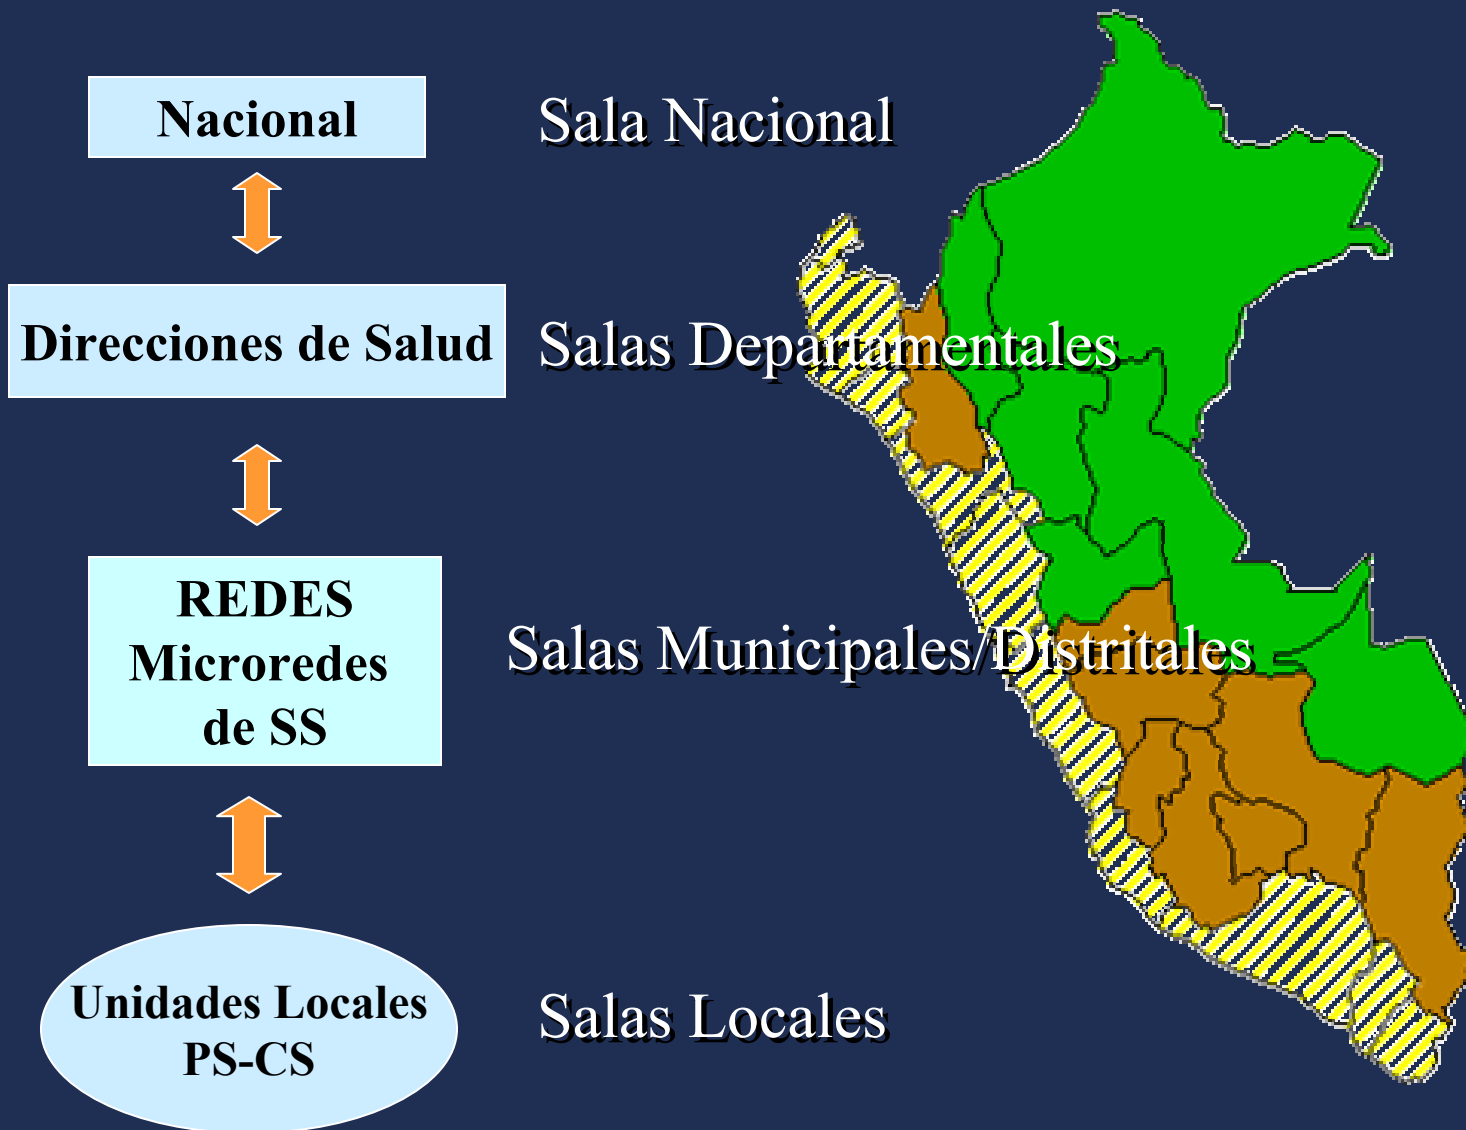 Nacional
Sala Nacional
Direcciones de Salud
Salas Departamentales
REDES
Microredes
de SS
Salas Municipales/Distritales
Unidades Locales
PS-CS
Salas Locales